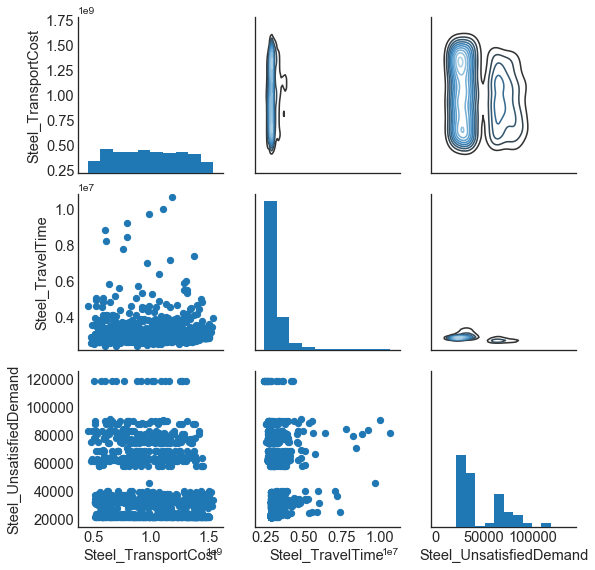 1e9
1.75
1.50
1.25
1.00
0.75
0.50
0.25
Steel_TransportCost
1e7
1.0
0.8
0.6
0.4
Steel_TravelTime
120000
100000
80000
60000
40000
20000
Steel_UnsatisfiedDemand
0.5 1.0 1.5
1e9
Steel_TransportCost
0.25 0.50 0.75 1.00
1e7
Steel_TravelTime
0 50000 100000
Steel_UnsatisfiedDemand